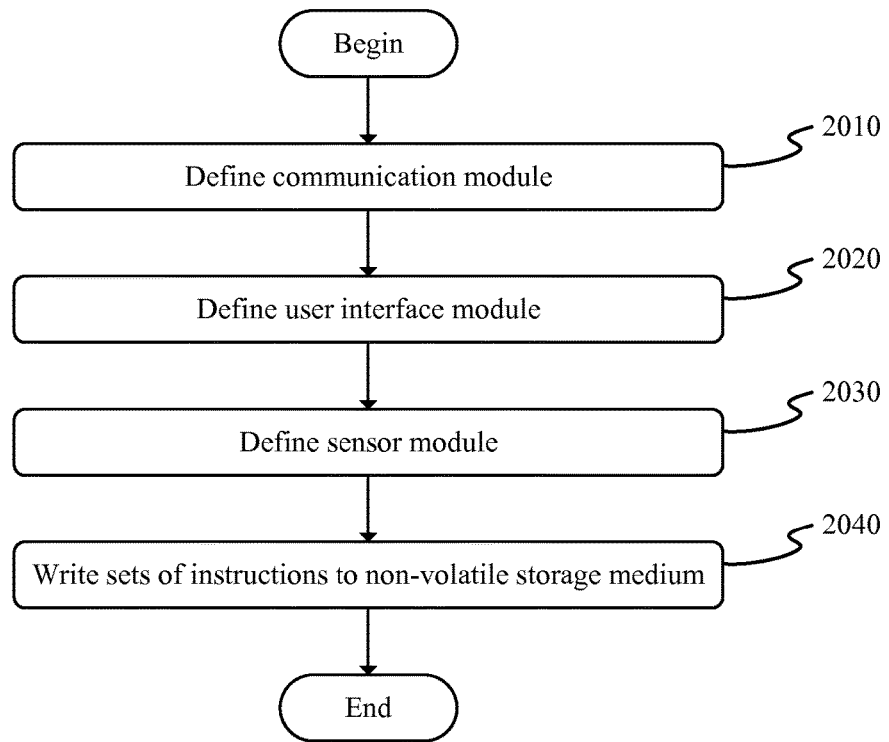 Begin
2010
Define communication module
2020
Define user interface module
2030
Define sensor module
2040
Write sets of instructions to non-volatile storage medium
End